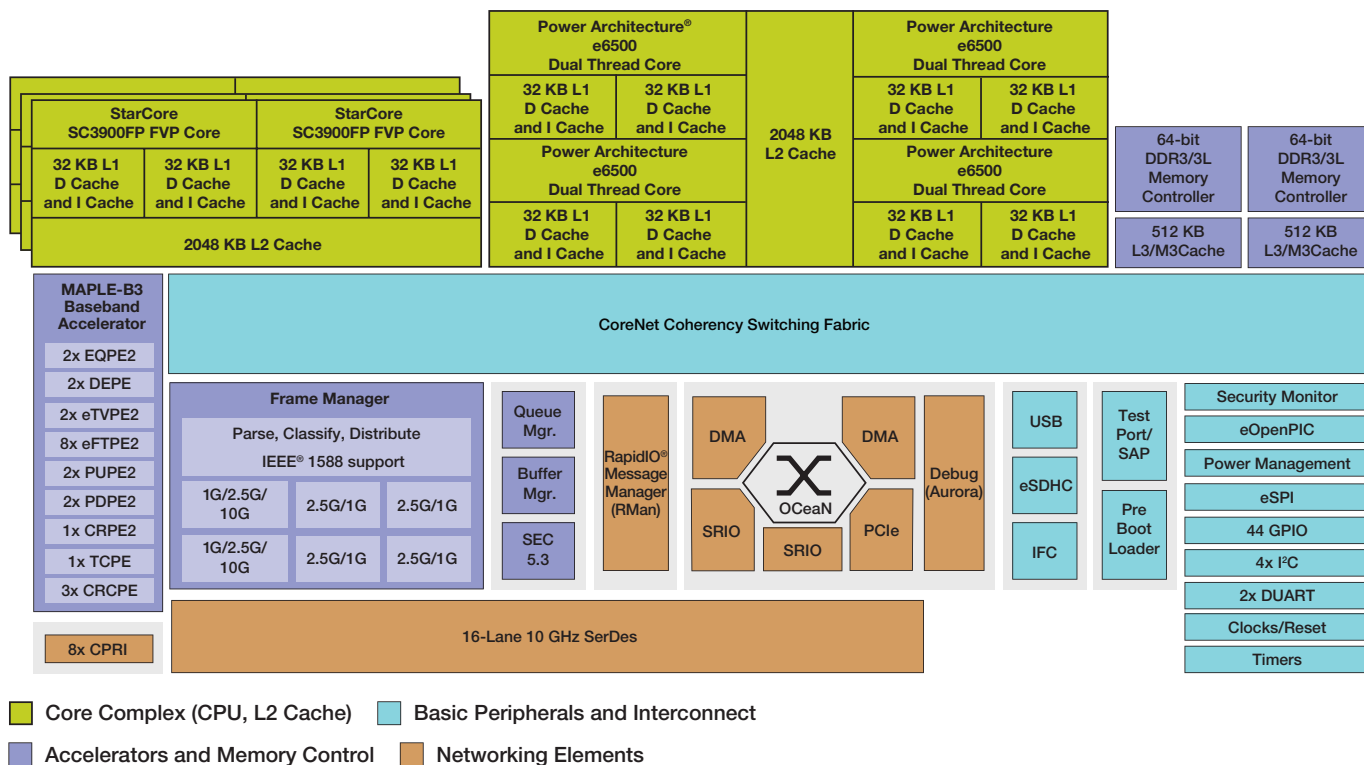 Power Architecture®
e6500
Dual Thread Core
32 KB L1
D Cache
and I Cache
32 KB L1
D Cache
and I Cache
Power Architecture
e6500
Dual Thread Core
32 KB L1
D Cache
and I Cache
32 KB L1
D Cache
and I Cache
2048 KB
L2 Cache
Power Architecture
e6500
Dual Thread Core
32 KB L1
D Cache
and I Cache
32 KB L1
D Cache
and I Cache
Power Architecture
e6500
Dual Thread Core
32 KB L1
D Cache
and I Cache
32 KB L1
D Cache
and I Cache
StarCore
SC3900FP FVP Core
StarCore
SC3900FP FVP Core
32 KB L1
D Cache
and I Cache
32 KB L1
D Cache
and I Cache
32 KB L1
D Cache
and I Cache
32 KB L1
D Cache
and I Cache
2048 KB L2 Cache
64-bit
DDR3/3L
Memory
Controller
64-bit
DDR3/3L
Memory
Controller
512 KB
L3/M3Cache
512 KB
L3/M3Cache
MAPLE-B3
Baseband
Accelerator
2x EQPE2
2x DEPE
2x eTVPE2
8x eFTPE2
2x PUPE2
2x PDPE2
1x CRPE2
1x TCPE
3x CRCPE
8x CPRI
CoreNet Coherency Switching Fabric
Frame Manager
Parse, Classify, Distribute
IEEE® 1588 support
1G/2.5G/
10G
2.5G/1G
2.5G/1G
1G/2.5G/
10G
2.5G/1G
2.5G/1G
Queue
Mgr.
Buffer
Mgr.
SEC
5.3
RapidIO®
Message
Manager
(RMan)
DMA
DMA
OCeaN
SRIO
SRIO
PCIe
Debug
(Aurora)
USB
eSDHC
IFC
Test
Port/
SAP
Pre
Boot
Loader
Security Monitor
eOpenPIC
Power Management
eSPI
44 GPIO
4x I²C
2x DUART
Clocks/Reset
Timers
16-Lane 10 GHz SerDes
Core Complex (CPU, L2 Cache)
Basic Peripherals and Interconnect
Accelerators and Memory Control
Networking Elements